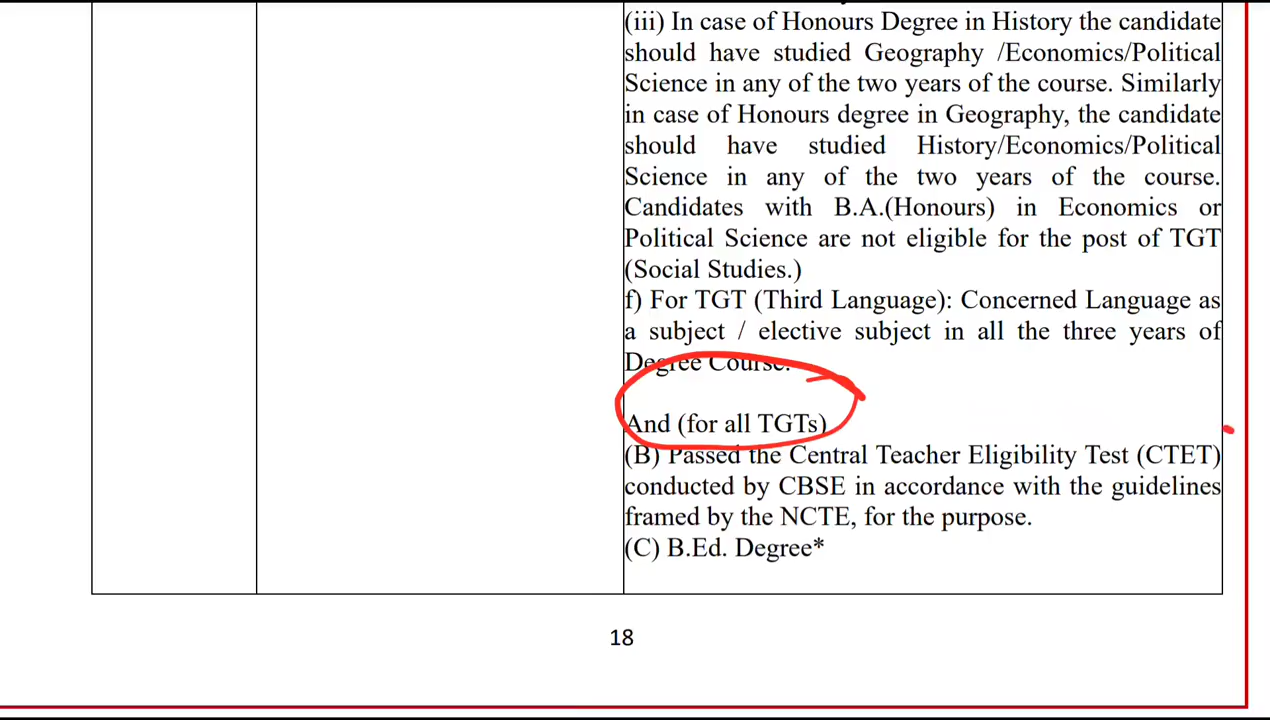 (iii) In case of Honours Degree in History the candidate
should have studied Geography /Economics/Political
Science in any of the two years of the course. Similarly
in case of Honours degree in Geography, the candidate
should have studied History/Economics/Political
Science in any of the two years of the course.
Candidates with B.A.(Honours) in Economics or
Political Science are not eligible for the post of TGT
(Social Studies.)
f) For TGT (Third Language): Concerned Language as
a subject / elective subject in all the three years of
Degree Course.
And (for all TGTs)
(B) Passed the Central Teacher Eligibility Test (CTET)
conducted by CBSE in accordance with the guidelines
framed by the NCTE, for the purpose.
(C) B.Ed. Degree*
18